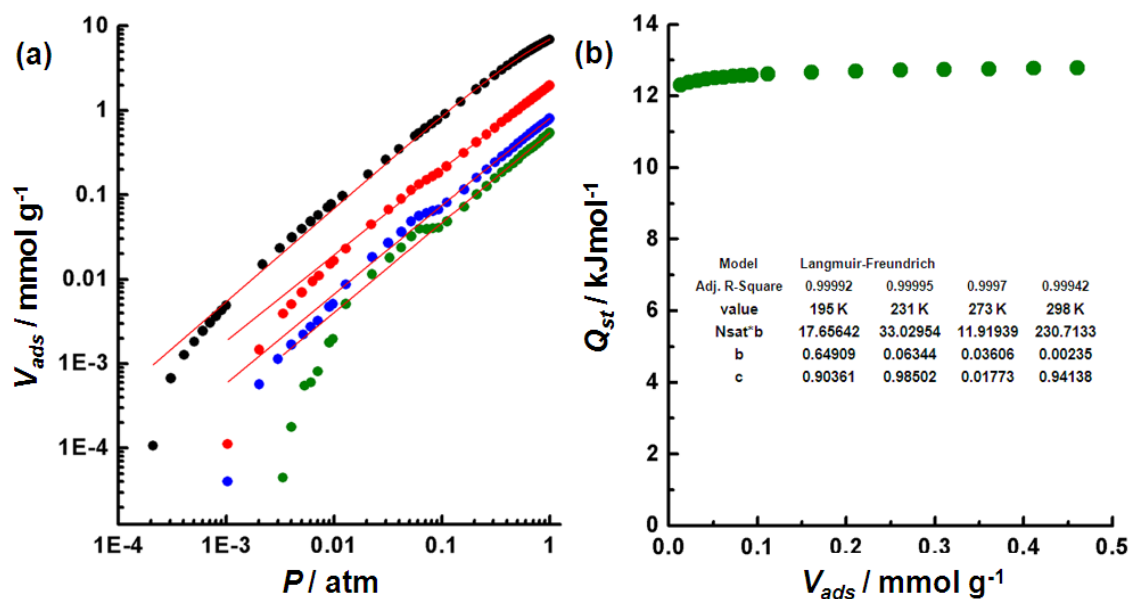 (a)
10
1
0.1
0.01
1E-3
1E-4
V_ads / mmol g-1
1E-4 1E-3 0.01 0.1 1
P / atm
(b)
14
12
10
8
6
4
2
0
Q_st / kJmol-1
Model Langmuir-Freundrich
Adj. R-Square 0.99992 0.99995 0.9997 0.99942
value 195 K 231 K 273 K 298 K
Nsat*b 17.65642 33.02954 11.91939 230.7133
b 0.64909 0.06344 0.03606 0.00235
c 0.90361 0.98502 0.01773 0.94138
0.0 0.1 0.2 0.3 0.4 0.5
V_ads / mmol g-1